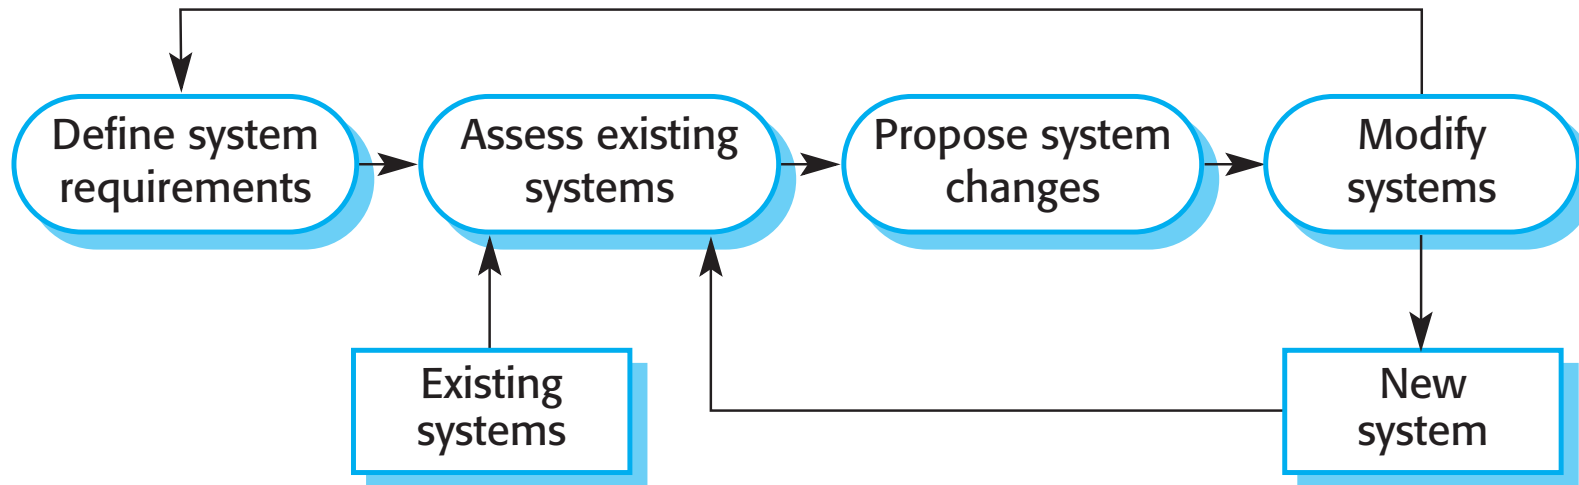 Define system
requirements
Assess existing
systems
Propose system
changes
Modify
systems
Existing
systems
New
system